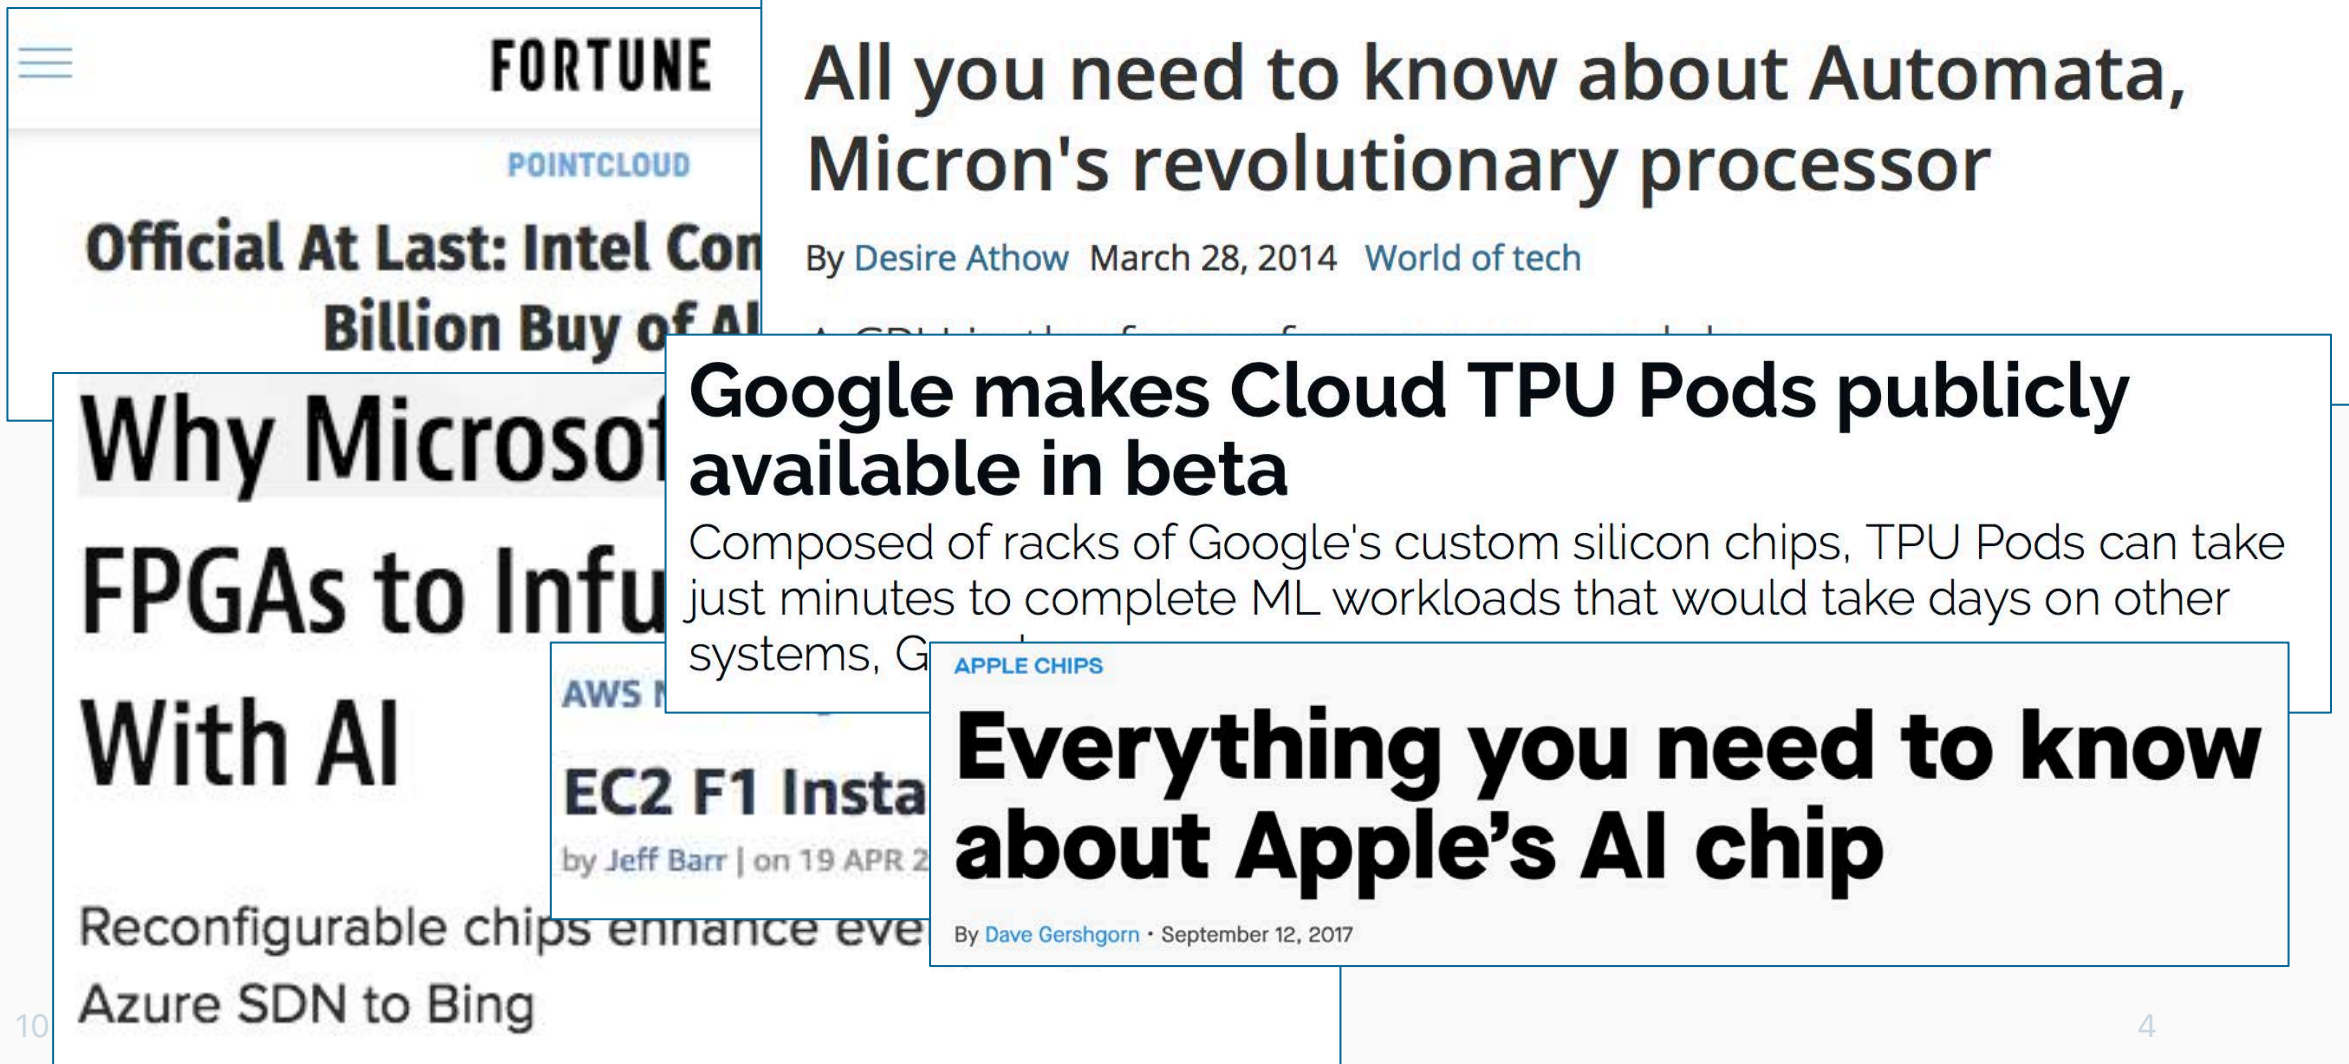 FORTUNE
POINTCLOUD
Official At Last: Intel Con
Billion Buy of Al
All you need to know about Automata,
Micron's revolutionary processor
By Desire Athow March 28, 2014 World of tech
Google makes Cloud TPU Pods publicly
available in beta
Composed of racks of Google's custom silicon chips, TPU Pods can take
just minutes to complete ML workloads that would take days on other
systems, G
Why Microsof
FPGAs to Infu
With AI
Reconfigurable chips enhance eve
Azure SDN to Bing
AWS N
EC2 F1 Insta
by Jeff Barr | on 19 APR 2
APPLE CHIPS
Everything you need to know
about Apple’s AI chip
By Dave Gershgorn • September 12, 2017
10
4